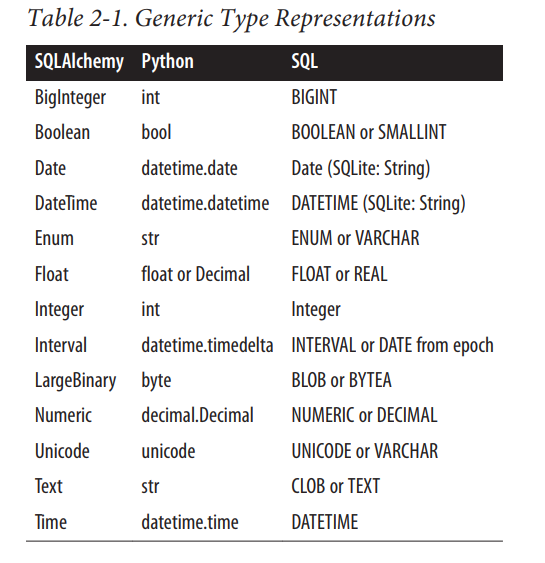 Table 2-1. Generic Type Representations
SQLAlchemy Python SQL
BigInteger int BIGINT
Boolean bool BOOLEAN or SMALLINT
Date datetime.date Date (SQLite: String)
DateTime datetime.datetime DATETIME (SQLite: String)
Enum str ENUM or VARCHAR
Float float or Decimal FLOAT or REAL
Integer int Integer
Interval datetime.timedelta INTERVAL or DATE from epoch
LargeBinary byte BLOB or BYTEA
Numeric decimal.Decimal NUMERIC or DECIMAL
Unicode unicode UNICODE or VARCHAR
Text str CLOB or TEXT
Time datetime.time DATETIME